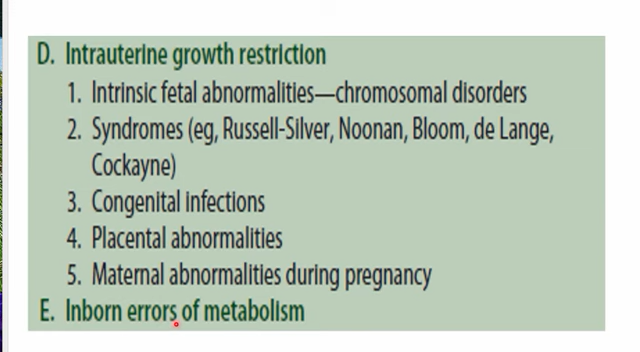 D. Intrauterine growth restriction
1. Intrinsic fetal abnormalities—chromosomal disorders
2. Syndromes (eg, Russell-Silver, Noonan, Bloom, de Lange,
Cockayne)
3. Congenital infections
4. Placental abnormalities
5. Maternal abnormalities during pregnancy
E. Inborn errors of metabolism